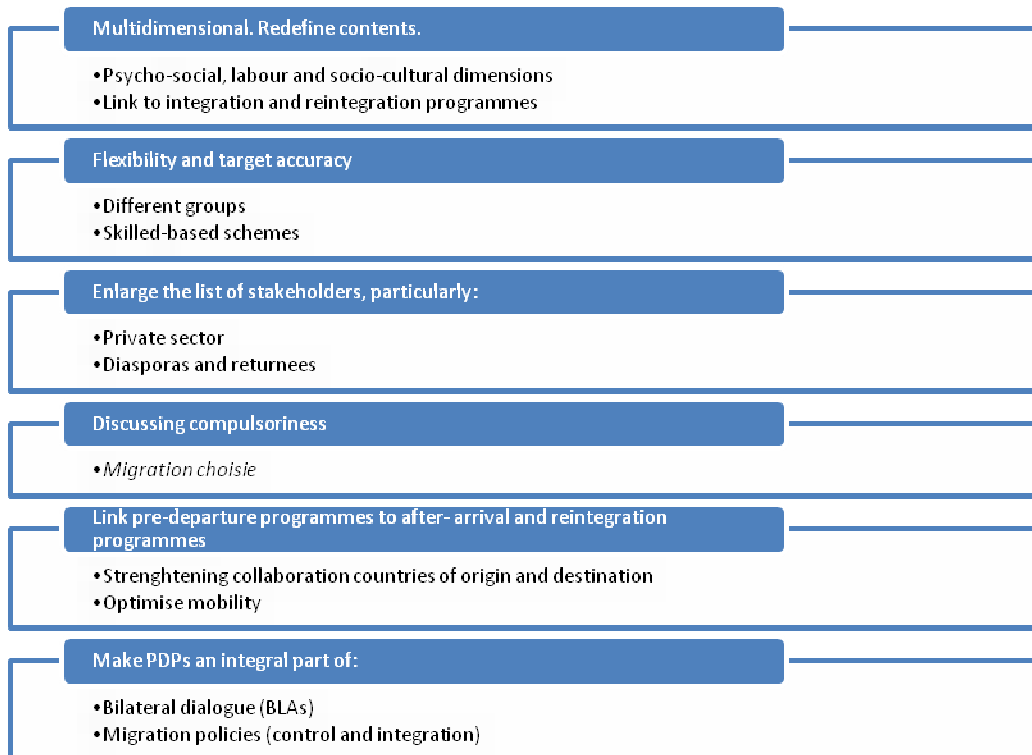 Multidimensional. Redefine contents.
•Psycho-social, labour and socio-cultural dimensions
•Link to integration and reintegration programmes
Flexibility and target accuracy
•Different groups
•Skilled-based schemes
Enlarge the list of stakeholders, particularly:
•Private sector
•Diasporas and returnees
Discussing compulsoriness
•Migration choisie
Link pre-departure programmes to after- arrival and reintegration
programmes
•Strenghtening collaboration countries of origin and destination
•Optimise mobility
Make PDPs an integral part of:
•Bilateral dialogue (BLAs)
•Migration policies (control and integration)